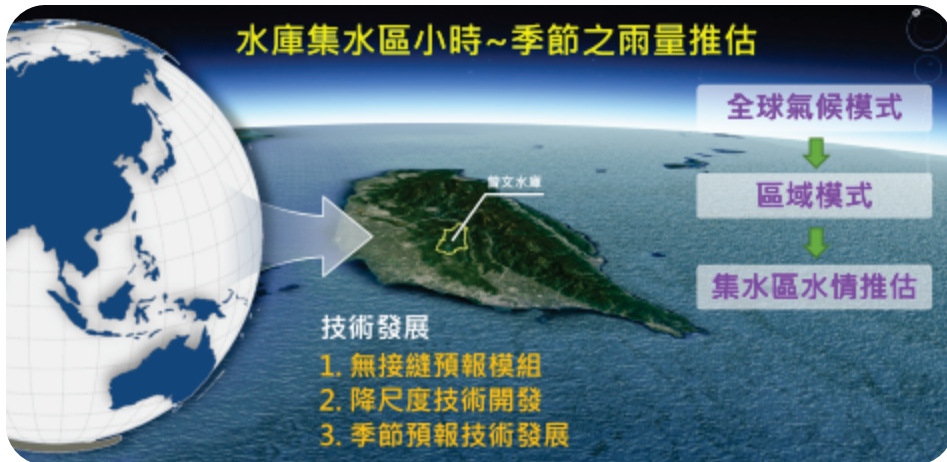 水庫集水區小時~季節之雨量推估
全球氣候模式
區域模式
集水區水情推估
曾文水庫
技術發展
1. 無接縫預報模組
2. 降尺度技術開發
3. 季節預報技術發展